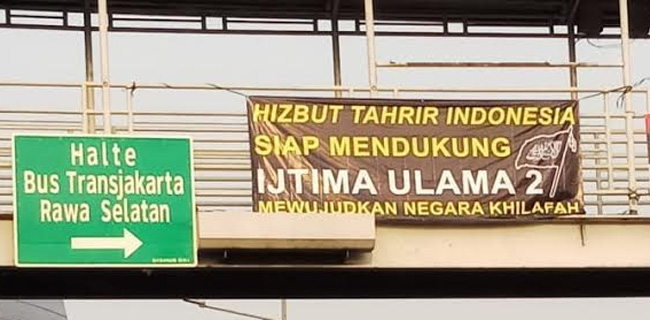 Halte
Bus Transjakarta
Rawa Selatan
HIZBUT TAHRIR INDONESIA
SIAP MENDUKUNG
IJTIMA ULAMA 2
MEWUJUDKAN NEGARA KHILAFAH